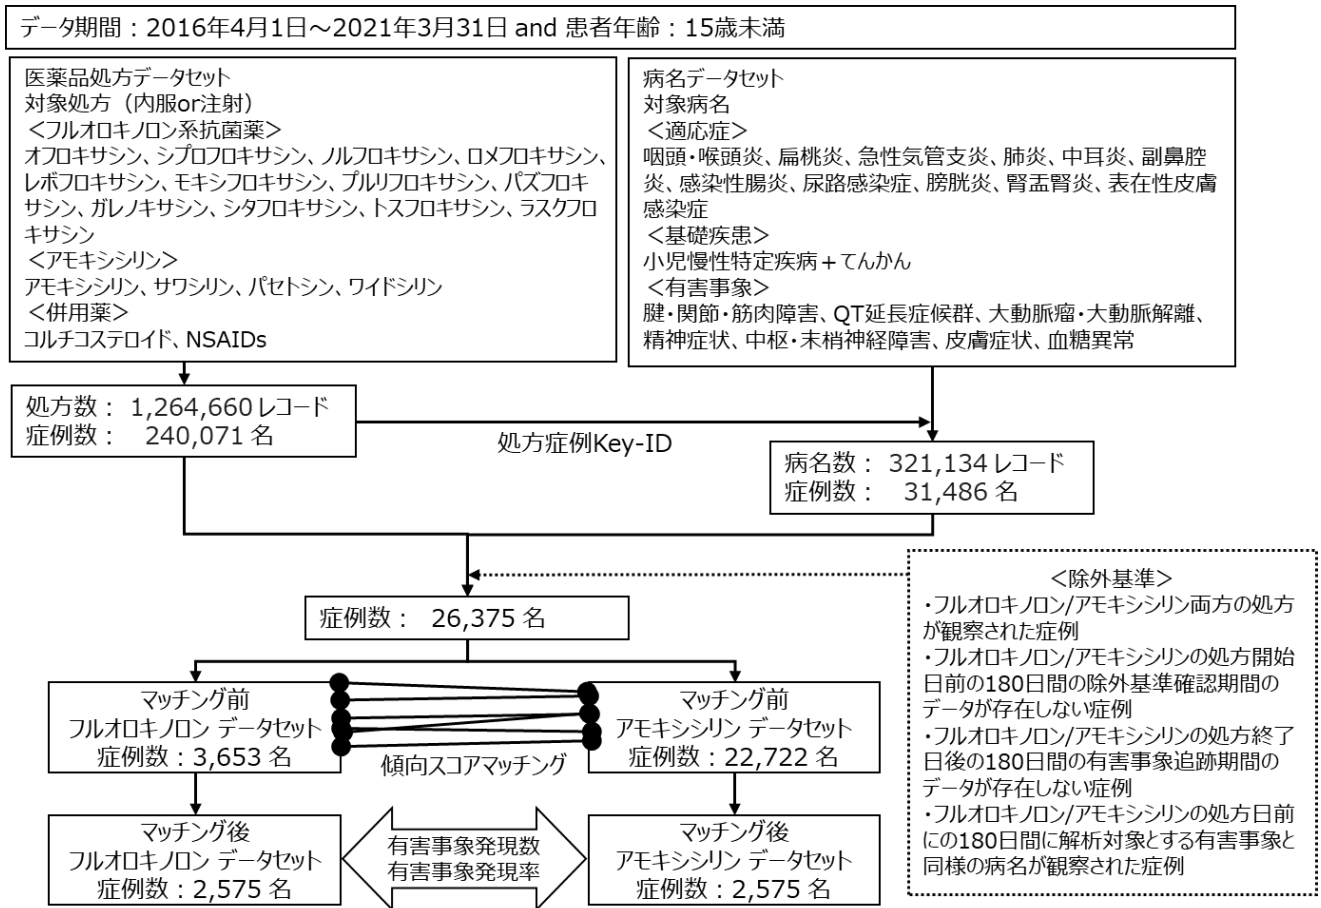 データ期間：2016年4月1日～2021年3月31日 and 患者年齢：15歳未満
医薬品処方データセット
対象処方（内服or注射）
＜フルオロキノロン系抗菌薬＞
オフロキサシン、シプロフロキサシン、ノルフロキサシン、ロメフロキサシン、
レボフロキサシン、モキシフロキサシン、プルリフロキサシン、パズフロキ
サシン、ガレノキサシン、シタフロキサシン、トスフロキサシン、ラスクフロ
キサシン
＜アモキシシリン＞
アモキシシリン、サワシリン、パセトシン、ワイドシリン
＜併用薬＞
コルチコステロイド、NSAIDs
病名データセット
対象病名
＜適応症＞
咽頭・喉頭炎、扁桃炎、急性気管支炎、肺炎、中耳炎、副鼻腔
炎、感染性腸炎、尿路感染症、膀胱炎、腎盂腎炎、表在性皮膚
感染症
＜基礎疾患＞
小児慢性特定疾病＋てんかん
＜有害事象＞
腱・関節・筋肉障害、QT延長症候群、大動脈瘤・大動脈解離、
精神症状、中枢・末梢神経障害、皮膚症状、血糖異常
処方数： 1,264,660 レコード
症例数： 240,071 名
処方症例Key-ID
病名数： 321,134 レコード
症例数： 31,486 名
症例数： 26,375 名
＜除外基準＞
・フルオロキノロン/アモキシシリン両方の処方
が観察された症例
・フルオロキノロン/アモキシシリンの処方開始
日前の180日間の除外基準確認期間の
データが存在しない症例
・フルオロキノロン/アモキシシリンの処方終了
日後の180日間の有害事象追跡期間の
データが存在しない症例
・フルオロキノロン/アモキシシリンの処方日前
にの180日間に解析対象とする有害事象と
同様の病名が観察された症例
マッチング前
フルオロキノロン データセット
症例数：3,653 名
傾向スコアマッチング
マッチング前
アモキシシリン データセット
症例数：22,722 名
マッチング後
フルオロキノロン データセット
症例数：2,575 名
有害事象発現数
有害事象発現率
マッチング後
アモキシシリン データセット
症例数：2,575 名